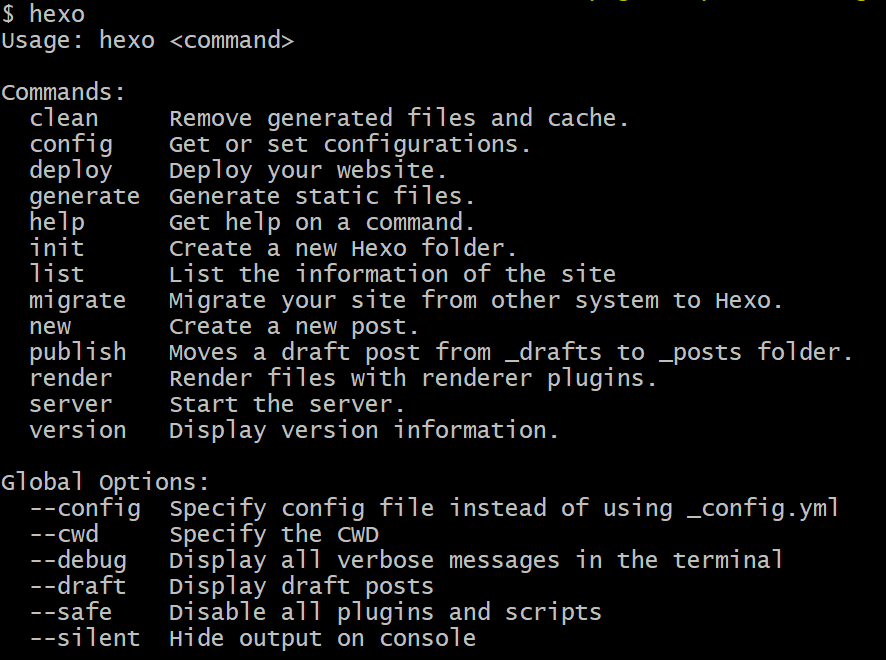 $ hexo
Usage: hexo <command>

Commands:
  clean     Remove generated files and cache.
  config    Get or set configurations.
  deploy    Deploy your website.
  generate  Generate static files.
  help      Get help on a command.
  init      Create a new Hexo folder.
  list      List the information of the site
  migrate   Migrate your site from other system to Hexo.
  new       Create a new post.
  publish   Moves a draft post from _drafts to _posts folder.
  render    Render files with renderer plugins.
  server    Start the server.
  version   Display version information.

Global Options:
  --config  Specify config file instead of using _config.yml
  --cwd     Specify the CWD
  --debug   Display all verbose messages in the terminal
  --draft   Display draft posts
  --safe    Disable all plugins and scripts
  --silent  Hide output on console